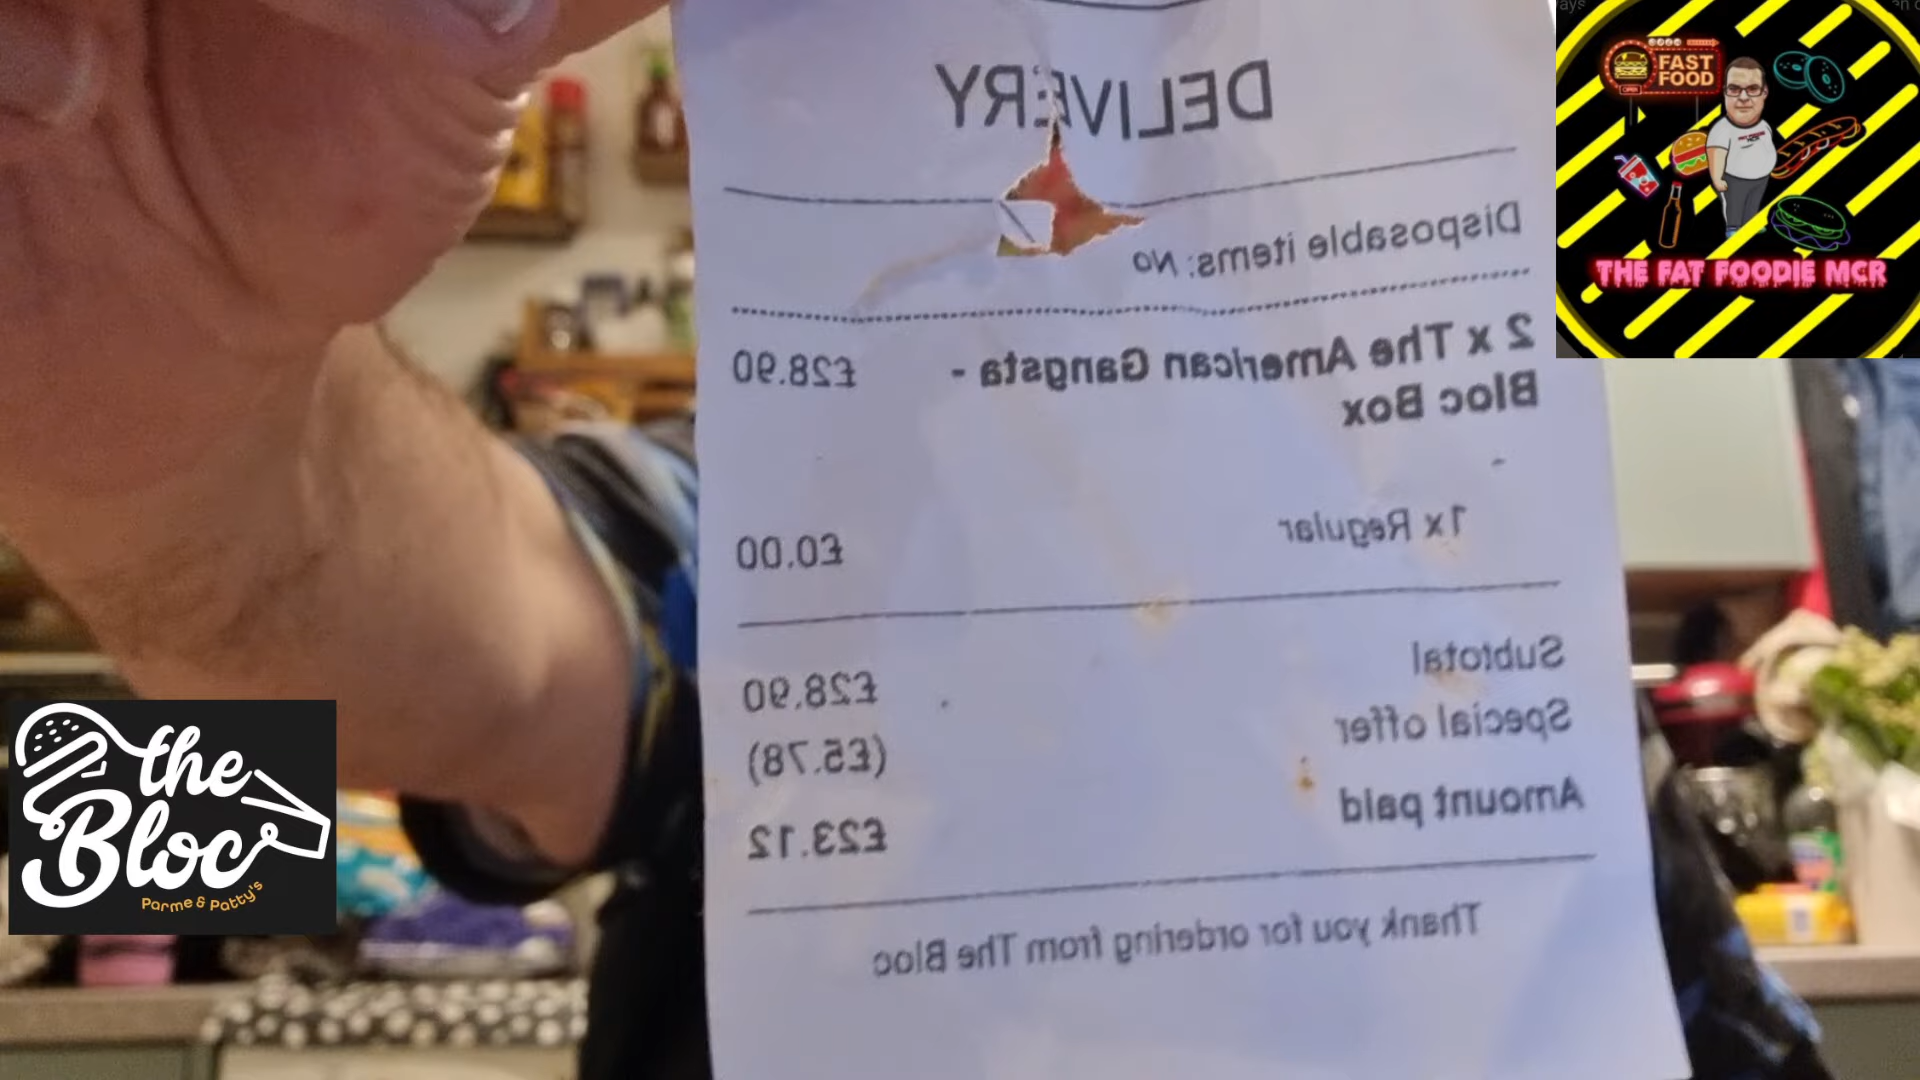 DELIVERY
Disposable items: No
2 x The American Gangsta - £28.90
Bloc Box
1x Regular £0.00
Subtotal £28.90
Special offer (£5.78)
Amount paid £23.12
Thank you for ordering from The Bloc
FAST
FOOD
OPEN
THE FAT FOODIE MCR
the
Bloc
Parme & Patty's